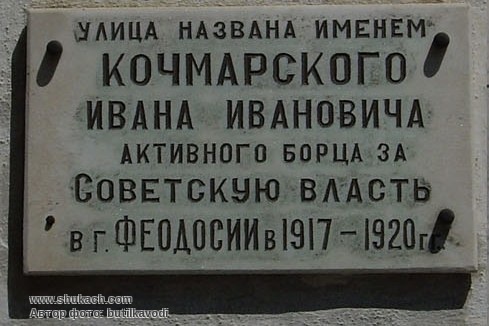 УЛИЦА НАЗВАНА ИМЕНЕМ
КОЧМАРСКОГО
ИВАНА ИВАНОВИЧА
АКТИВНОГО БОРЦА ЗА
СОВЕТСКУЮ ВЛАСТЬ
В Г. ФЕОДОСИИ В 1917 – 1920 ГГ.
www.shukach.com
Автор фото: butilkavodi